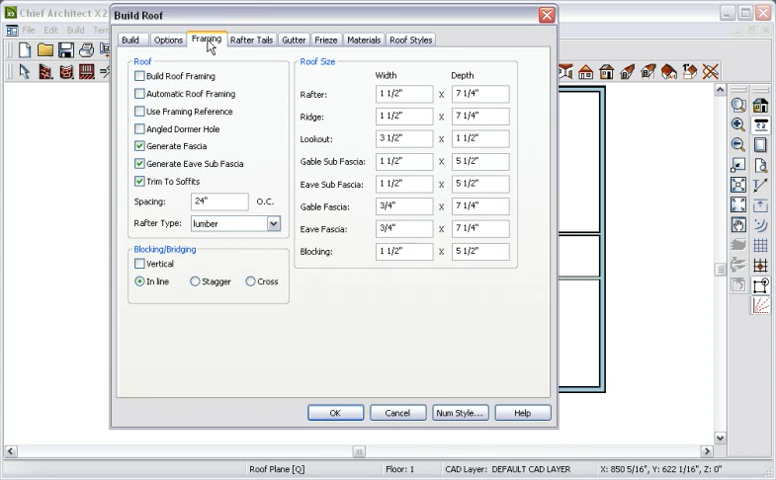 Chief Architect X2
Build Roof
File Edit Build
Build Options Framing Rafter Tails Gutter Frieze Materials Roof Styles
Roof
Build Roof Framing
Automatic Roof Framing
Use Framing Reference
Angled Dormer Hole
Generate Fascia
Generate Eave Sub Fascia
Trim To Soffits
Spacing: 24" O.C.
Rafter Type: lumber
Blocking/Bridging
Vertical
In line Stagger Cross
Roof Size
Width Depth
Rafter: 1 1/2" X 7 1/4"
Ridge: 1 1/2" X 7 1/4"
Lookout: 3 1/2" X 1 1/2"
Gable Sub Fascia: 1 1/2" X 5 1/2"
Eave Sub Fascia: 1 1/2" X 5 1/2"
Gable Fascia: 3/4" X 7 1/4"
Eave Fascia: 3/4" X 7 1/4"
Blocking: 1 1/2" X 5 1/2"
OK Cancel Num Style... Help
Roof Plane [Q] Floor: 1 CAD Layer: DEFAULT CAD LAYER X: 850 5/16", Y: 622 1/16", Z: 0"